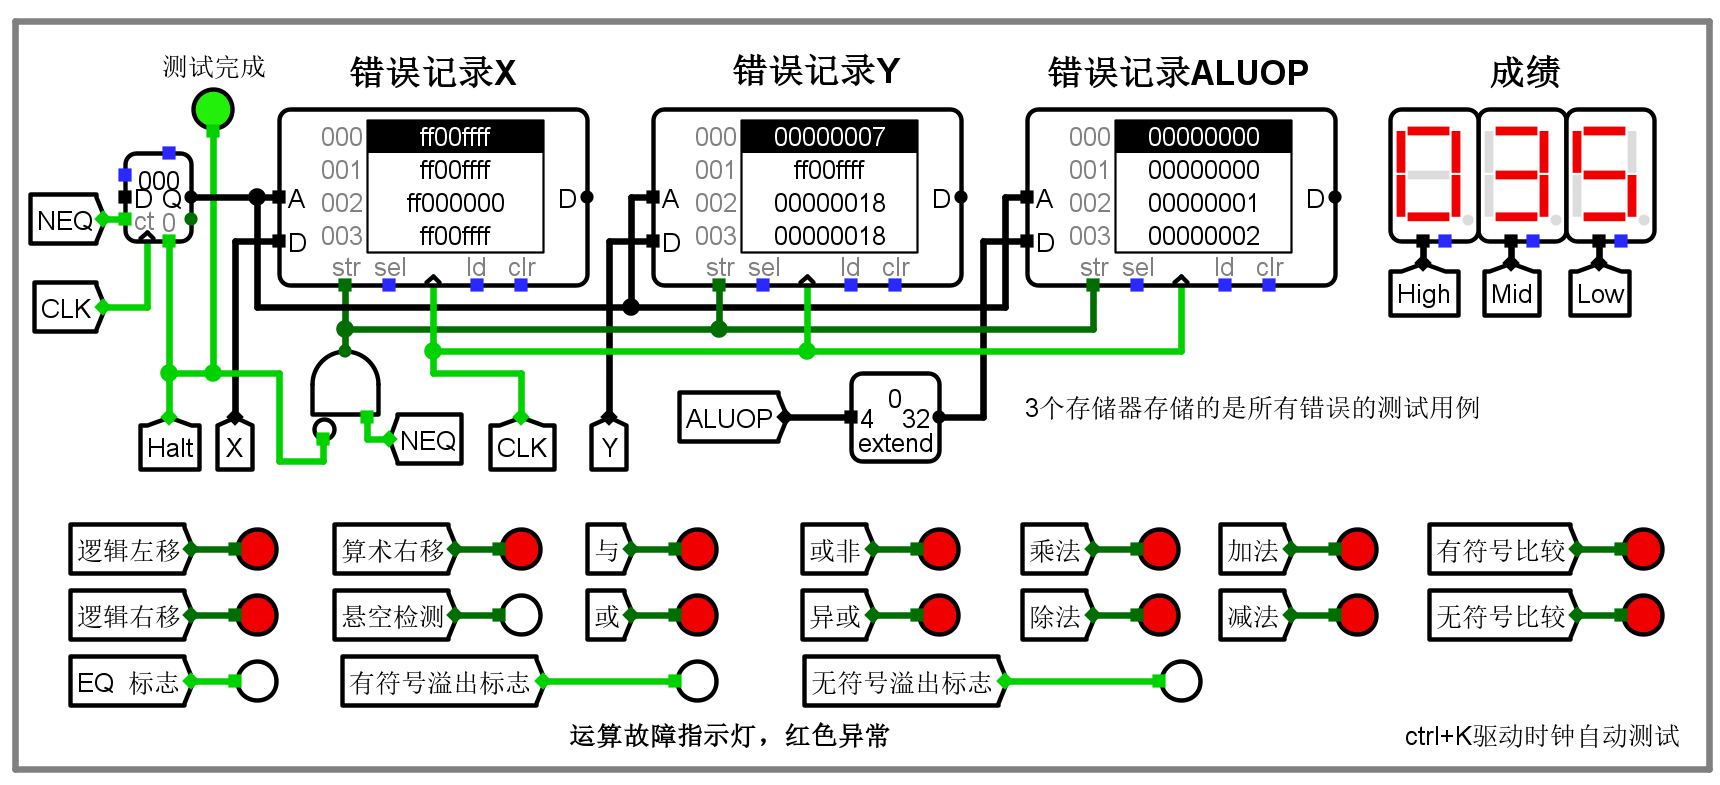 测试完成
错误记录X
错误记录Y
错误记录ALUOP
成绩
000 ff00ffff
001 ff00ffff
002 ff000000
003 ff00ffff
A
D
D
str sel ld clr
000 00000007
001 ff00ffff
002 00000018
003 00000018
A
D
D
str sel ld clr
000 00000000
001 00000000
002 00000001
003 00000002
A
D
D
str sel ld clr
035
High
Mid
Low
NEQ
000
D Q
ct 0
CLK
Halt
X
NEQ
CLK
Y
ALUOP
0
4 32
extend
3个存储器存储的是所有错误的测试用例
逻辑左移
算术右移
与
或非
乘法
加法
有符号比较
逻辑右移
悬空检测
或
异或
除法
减法
无符号比较
EQ 标志
有符号溢出标志
无符号溢出标志
运算故障指示灯，红色异常
ctrl+K驱动时钟自动测试